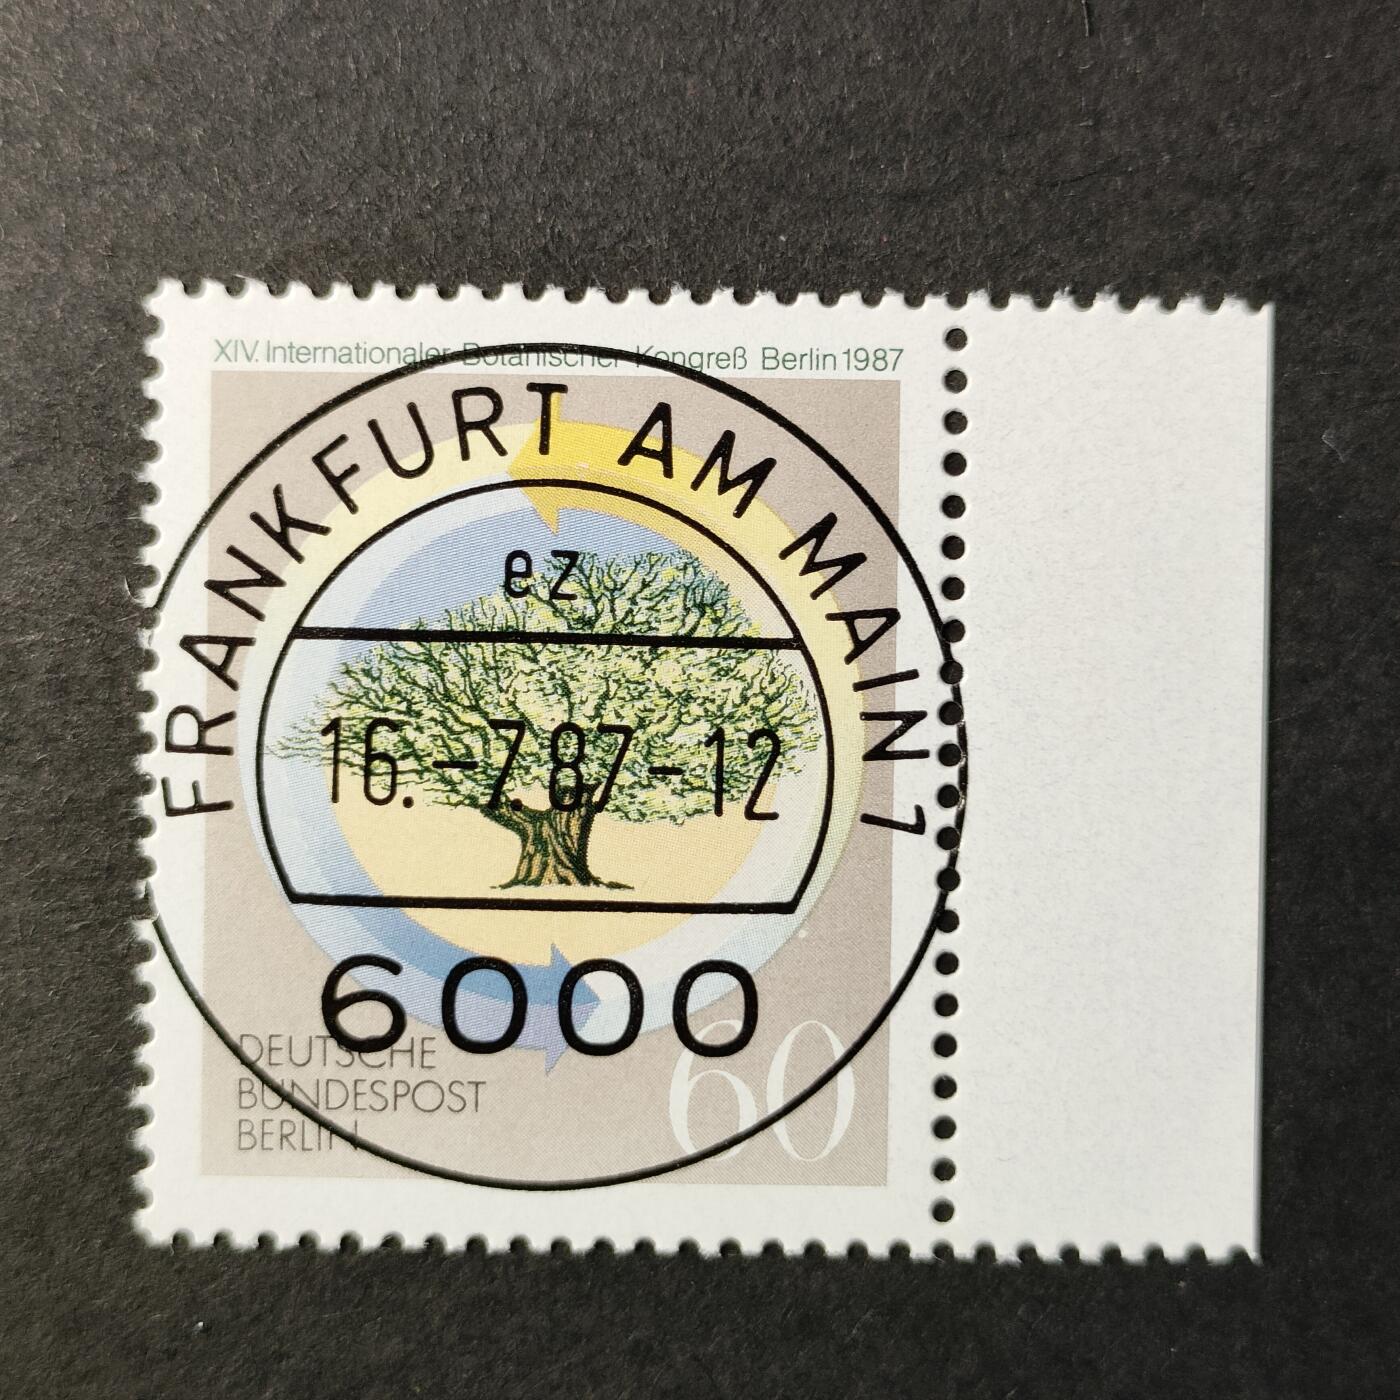 XIV. Internationaler Botanischer Kongreß Berlin 1987
FRANKFURT AM MAIN 1
ez
16.-7.87-12
6000
DEUTSCHE
BUNDESPOST
BERLIN
60